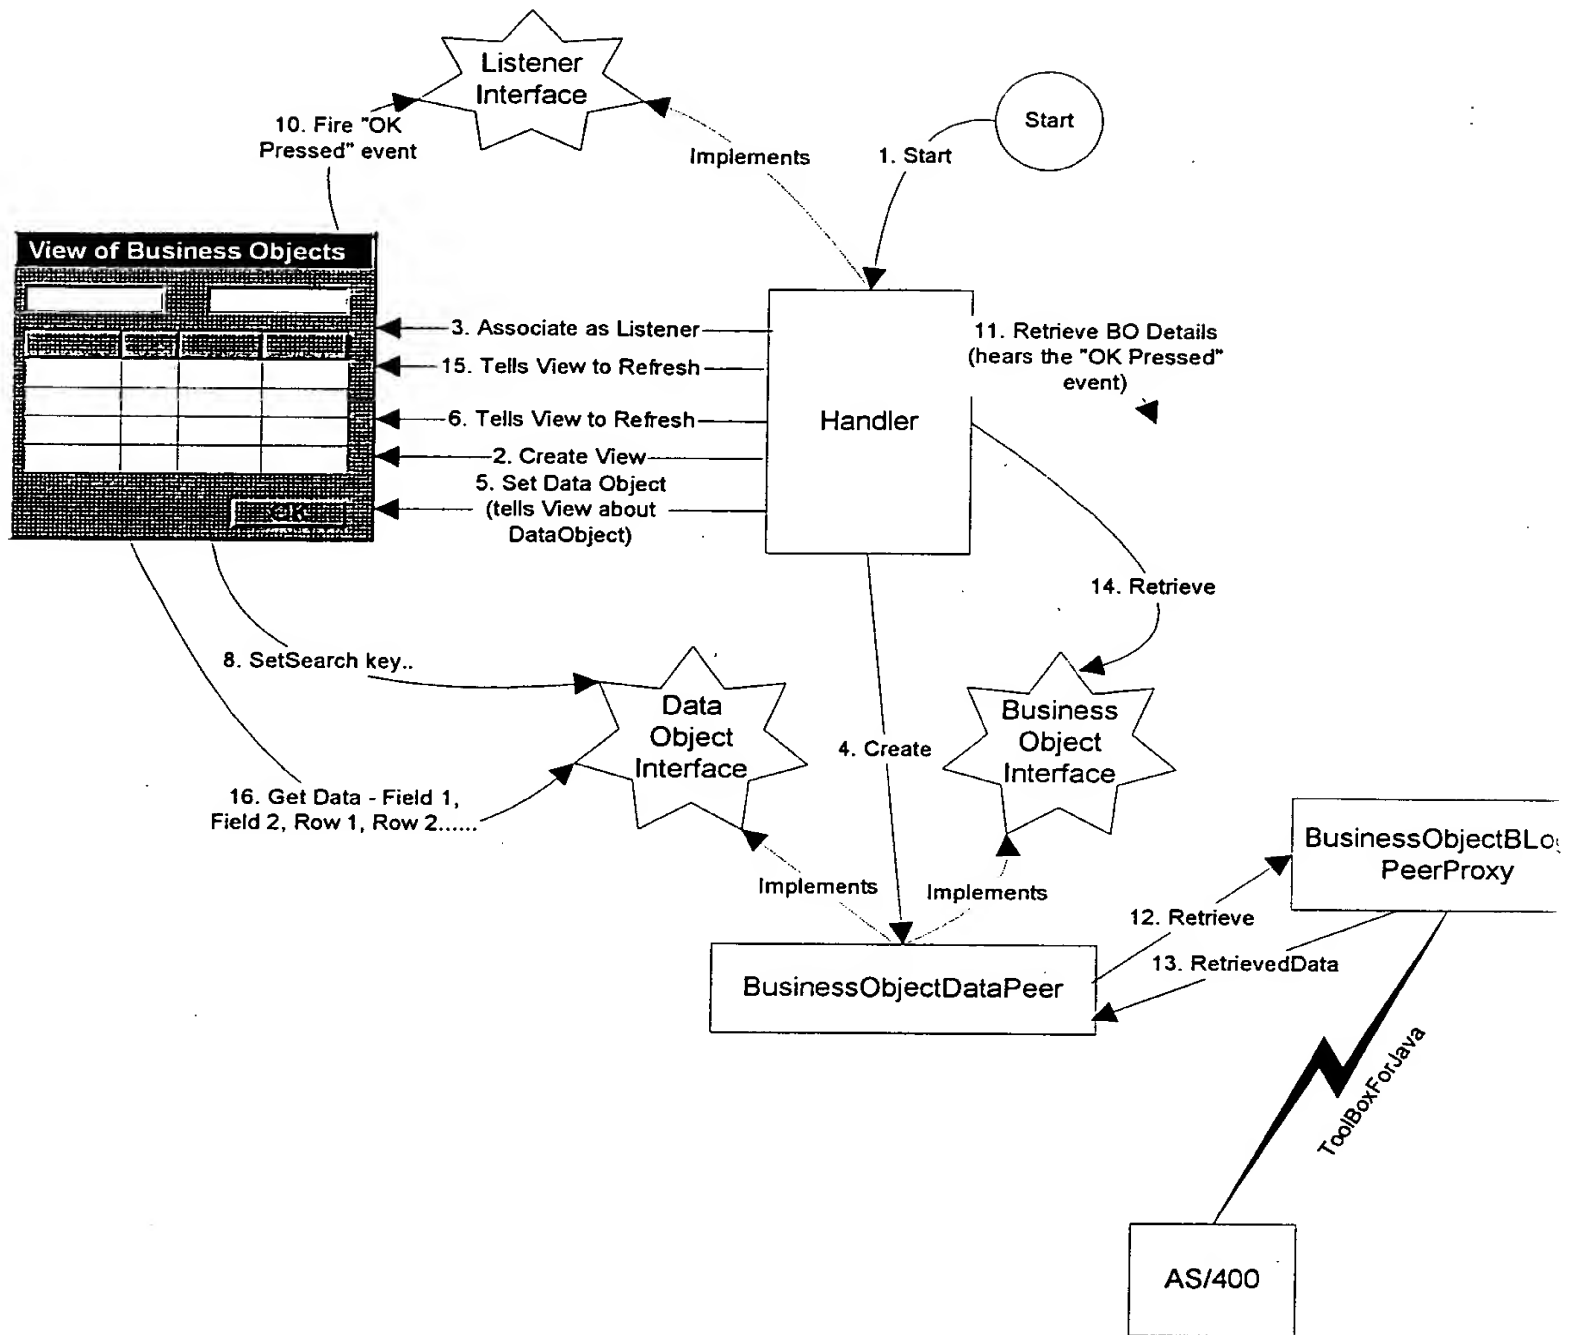 Listener
Interface
10. Fire "OK
Pressed" event
Implements
1. Start
Start
View of Business Objects
3. Associate as Listener
15. Tells View to Refresh
6. Tells View to Refresh
2. Create View
5. Set Data Object
(tells View about
DataObject)
OK
Handler
11. Retrieve BO Details
(hears the "OK Pressed"
event)
14. Retrieve
8. SetSearch key..
Data
Object
Interface
4. Create
Business
Object
Interface
16. Get Data - Field 1,
Field 2, Row 1, Row 2......
Implements
Implements
BusinessObjectBLo
PeerProxy
12. Retrieve
13. RetrievedData
BusinessObjectDataPeer
ToolBoxForJava
AS/400